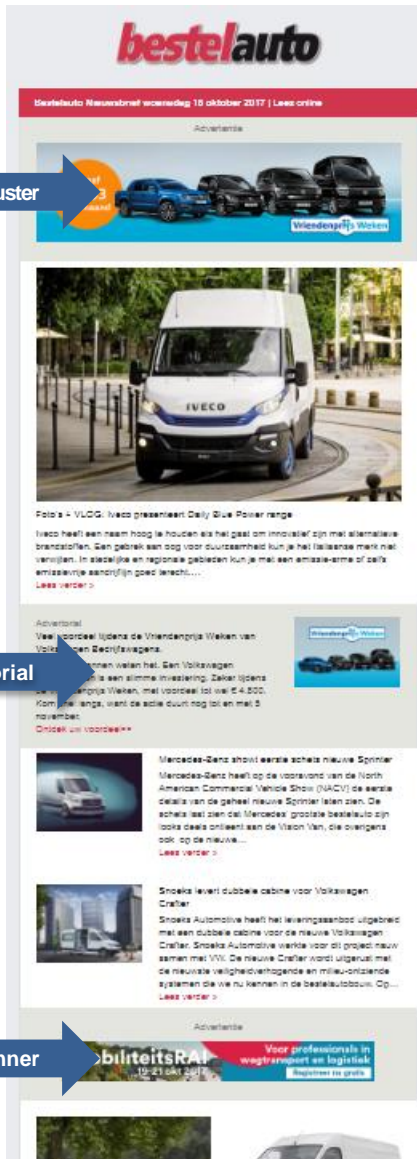 bestelauto
Bestelauto Nieuwsbrief woensdag 18 oktober 2017 | Lees online
Advertentie
uster
Vriendenprijs Weken
IVECO
Foto's + VLOG: Iveco presenteert Daily Blue Power range
Iveco heeft een naam hoog te houden als het gaat om innovatief zijn met alternatieve
brandstoffen. Een gebrek aan oog voor duurzaamheid kun je het Italiaanse merk niet
verwijten. In stedelijke en regionale gebieden kun je met een emissie-arme of zelfs
emissievrije aandrijflijn goed terecht....
Lees verder >
Advertorial
Veel voordeel tijdens de Vriendenprijs Weken van
Bedrijfswagens.
weten het. Een Volkswagen
is een slimme investering. Zeker tijdens
Weken, met voordeel tot wel € 4.800.
langs, want de actie duurt nog tot en met 5
november.
Ontdek uw voordeel>>
Vriendenprijs Weken
orial
Mercedes-Benz showt eerste schets nieuwe Sprinter
Mercedes-Benz heeft op de vooravond van de North
American Commercial Vehicle Show (NACV) de eerste
details van de geheel nieuwe Sprinter laten zien. De
schets laat zien dat Mercedes' grootste bestelauto zijn
looks deels ontleent aan de Vision Van, die overigens
ook op de nieuwe...
Lees verder >
Snoeks levert dubbele cabine voor Volkswagen
Crafter
Snoeks Automotive heeft het leveringsaanbod uitgebreid
met een dubbele cabine voor de nieuwe Volkswagen
Crafter. Snoeks Automotive werkte voor dit project nauw
samen met VW. De nieuwe Crafter wordt uitgerust met
de nieuwste veiligheidverhogende en milieu-ontziende
systemen die we nu kennen in de bestelautobouw. Op...
Lees verder >
Advertentie
nner
biliteitsRAI
19-21 okt 2017
Voor professionals in
wegtransport en logistiek
Registreer nu gratis